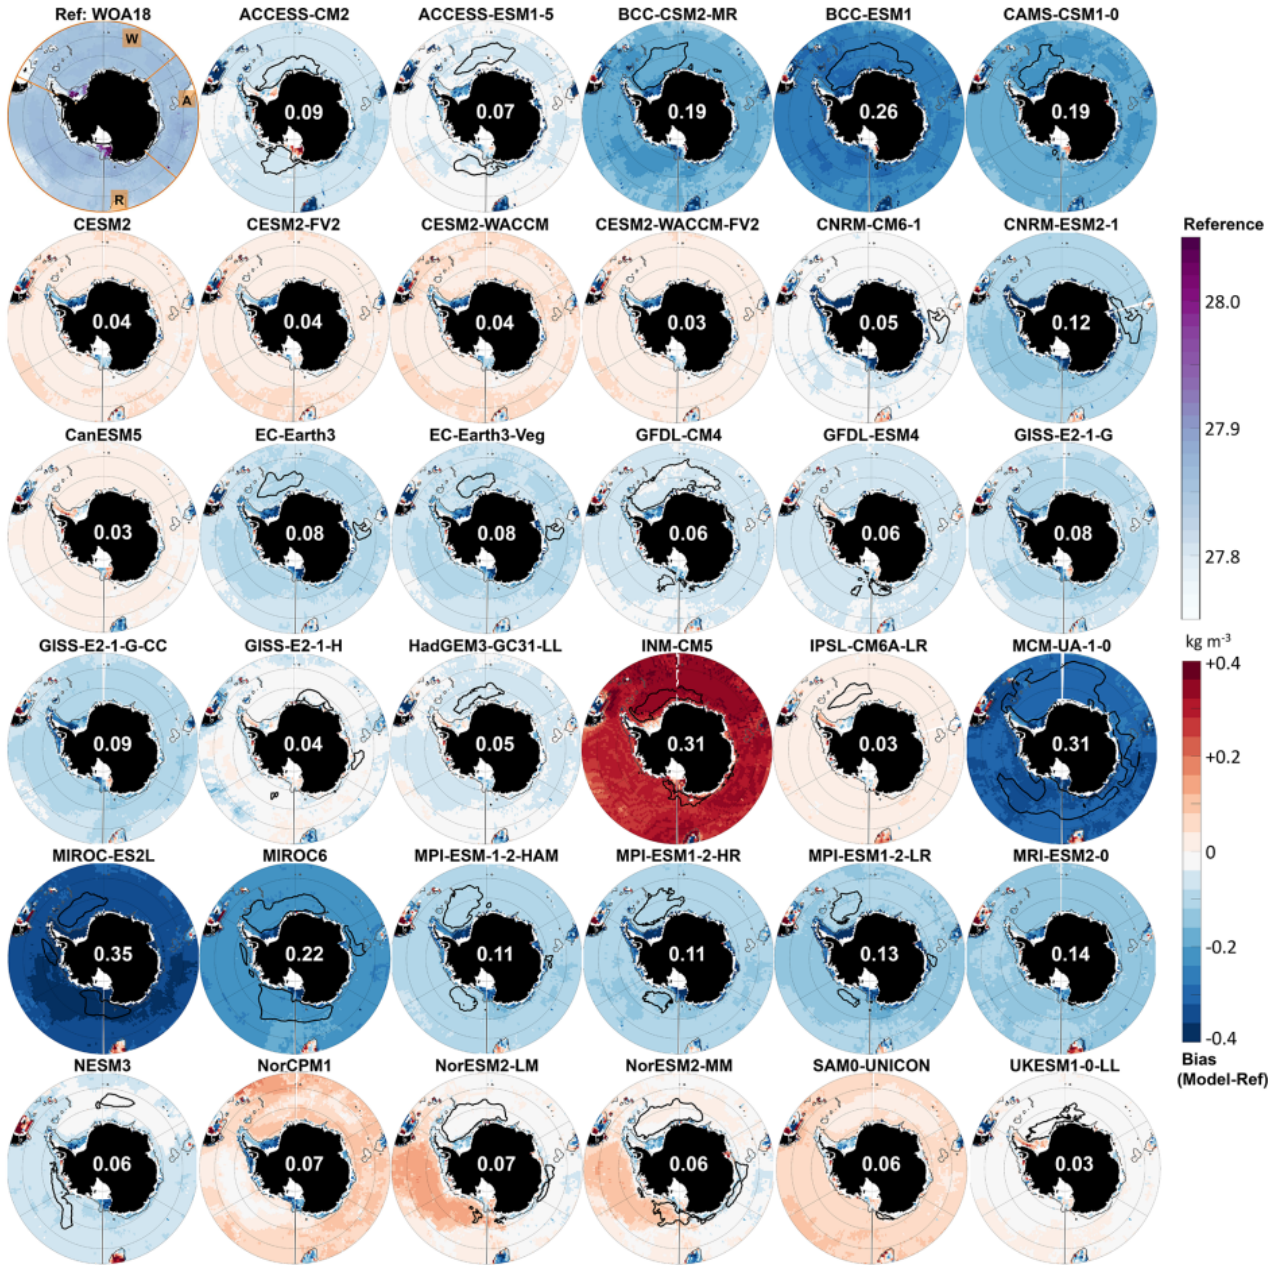 Ref: WOA18 ACCESS-CM2 ACCESS-ESM1-5 BCC-CSM2-MR BCC-ESM1 CAMS-CSM1-0
W
A
R
0.09 0.07 0.19 0.26 0.19
CESM2 CESM2-FV2 CESM2-WACCM CESM2-WACCM-FV2 CNRM-CM6-1 CNRM-ESM2-1
0.04 0.04 0.04 0.03 0.05 0.12
CanESM5 EC-Earth3 EC-Earth3-Veg GFDL-CM4 GFDL-ESM4 GISS-E2-1-G
0.03 0.08 0.08 0.06 0.06 0.08
GISS-E2-1-G-CC GISS-E2-1-H HadGEM3-GC31-LL INM-CM5 IPSL-CM6A-LR MCM-UA-1-0
0.09 0.04 0.05 0.31 0.03 0.31
MIROC-ES2L MIROC6 MPI-ESM-1-2-HAM MPI-ESM1-2-HR MPI-ESM1-2-LR MRI-ESM2-0
0.35 0.22 0.11 0.11 0.13 0.14
NESM3 NorCPM1 NorESM2-LM NorESM2-MM SAM0-UNICON UKESM1-0-LL
0.06 0.07 0.07 0.06 0.06 0.03
Reference
28.0
27.9
27.8
kg m⁻³
+0.4
+0.2
0
-0.2
-0.4
Bias
(Model-Ref)